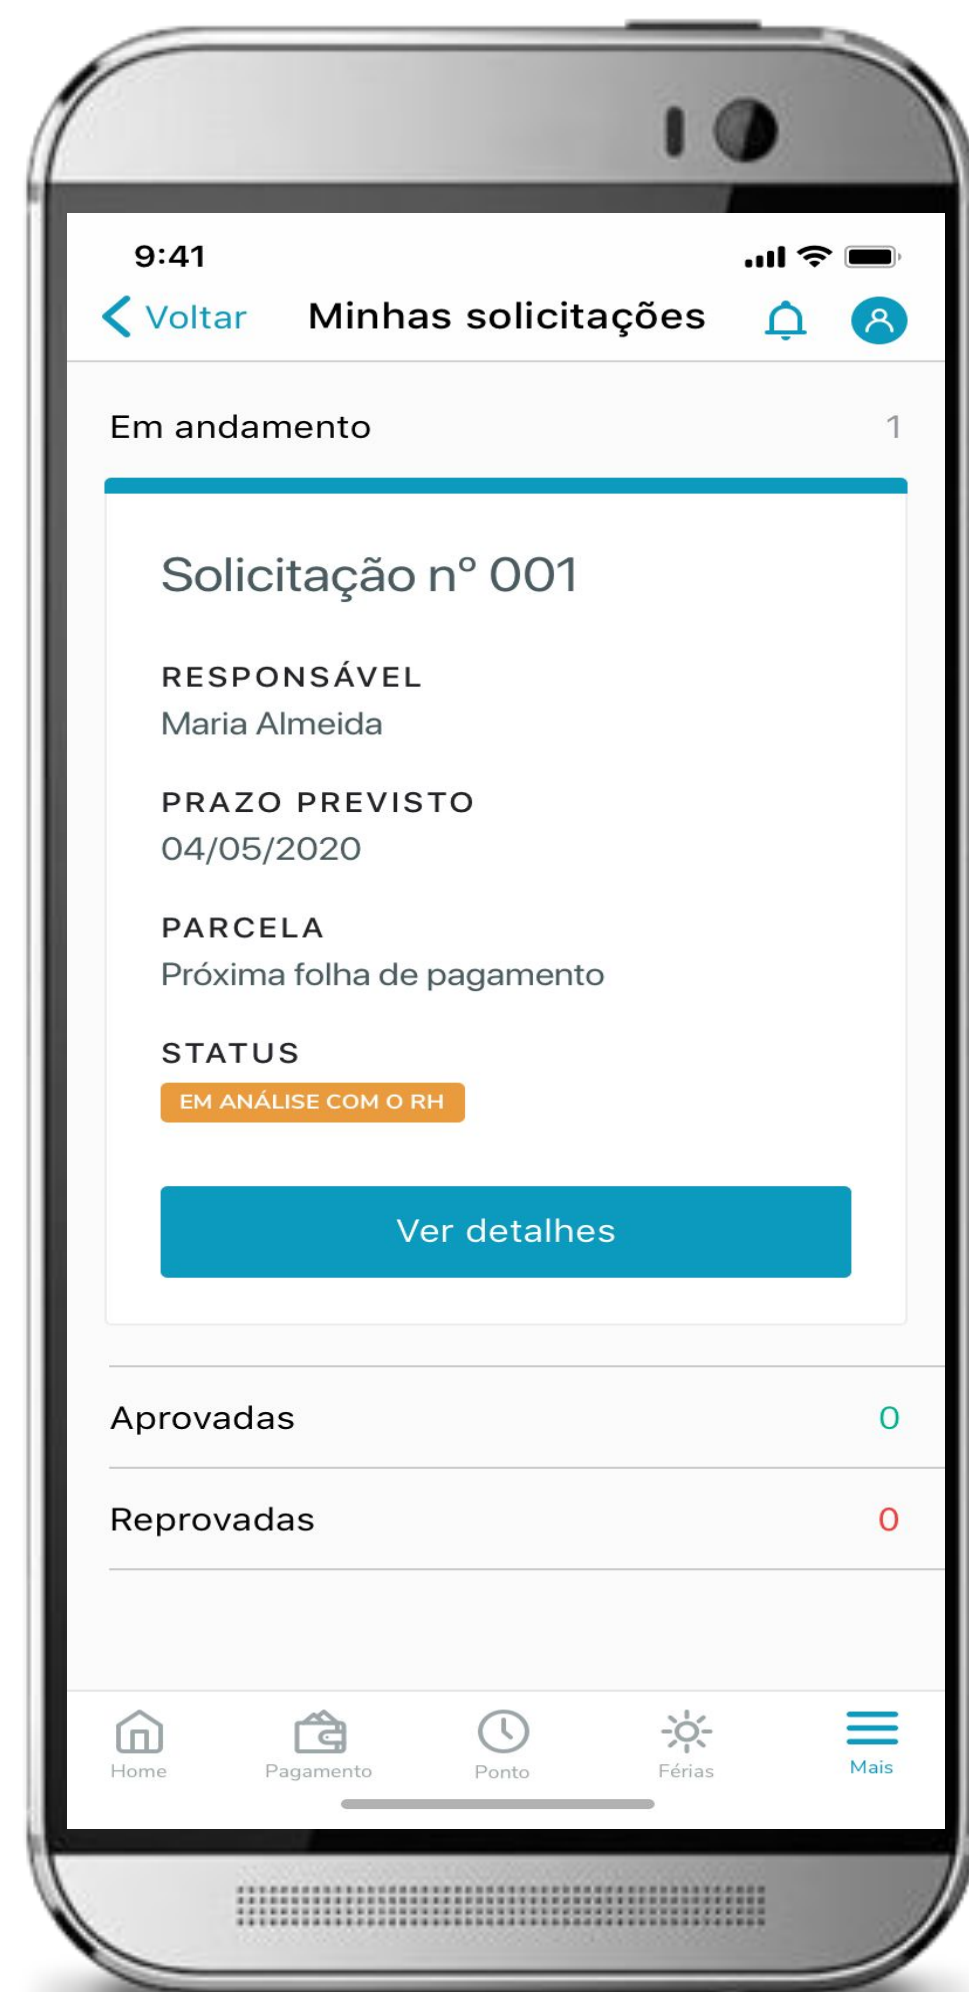 9:41
Voltar Minhas solicitações
Em andamento 1
Solicitação n° 001
RESPONSÁVEL
Maria Almeida
PRAZO PREVISTO
04/05/2020
PARCELA
Próxima folha de pagamento
STATUS
EM ANÁLISE COM O RH
Ver detalhes
Aprovadas 0
Reprovadas 0
Home Pagamento Ponto Férias Mais